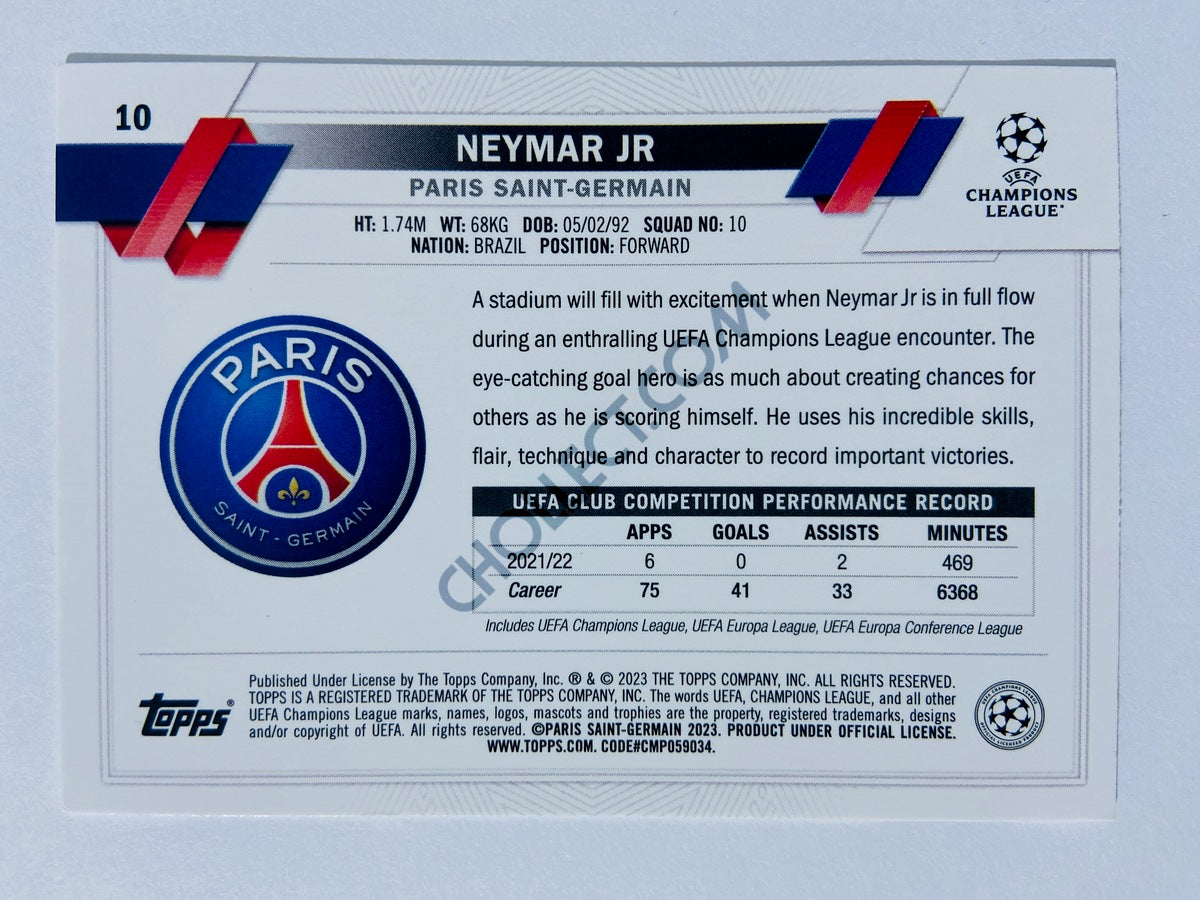 10
NEYMAR JR
PARIS SAINT-GERMAIN
HT: 1.74M WT: 68KG DOB: 05/02/92 SQUAD NO: 10
NATION: BRAZIL POSITION: FORWARD
UEFA
CHAMPIONS
LEAGUE®
A stadium will fill with excitement when Neymar Jr is in full flow
during an enthralling UEFA Champions League encounter. The
eye-catching goal hero is as much about creating chances for
others as he is scoring himself. He uses his incredible skills,
flair, technique and character to record important victories.
PARIS
SAINT - GERMAIN
CHOLLECT.COM
UEFA CLUB COMPETITION PERFORMANCE RECORD
APPS GOALS ASSISTS MINUTES
2021/22 6 0 2 469
Career 75 41 33 6368
Includes UEFA Champions League, UEFA Europa League, UEFA Europa Conference League
Topps®
Published Under License by The Topps Company, Inc. ® & © 2023 THE TOPPS COMPANY, INC. ALL RIGHTS RESERVED.
TOPPS IS A REGISTERED TRADEMARK OF THE TOPPS COMPANY, INC. The words UEFA, CHAMPIONS LEAGUE, and all other
UEFA Champions League marks, names, logos, mascots and trophies are the property, registered trademarks, designs
and/or copyright of UEFA. All rights reserved. ©PARIS SAINT-GERMAIN 2023. PRODUCT UNDER OFFICIAL LICENSE.
WWW.TOPPS.COM. CODE#CMP059034.
UEFA CHAMPIONS LEAGUE
OFFICIAL LICENSED PRODUCT